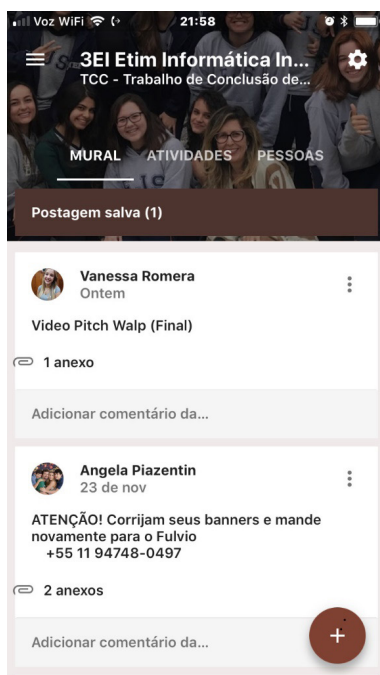 Voz WiFi 21:58
3EI Etim Informática In...
TCC - Trabalho de Conclusão de...
MURAL ATIVIDADES PESSOAS
Postagem salva (1)
Vanessa Romera
Ontem
Video Pitch Walp (Final)
1 anexo
Adicionar comentário da...
Angela Piazentin
23 de nov
ATENÇÃO! Corrijam seus banners e mande
novamente para o Fulvio
+55 11 94748-0497
2 anexos
Adicionar comentário da...
+